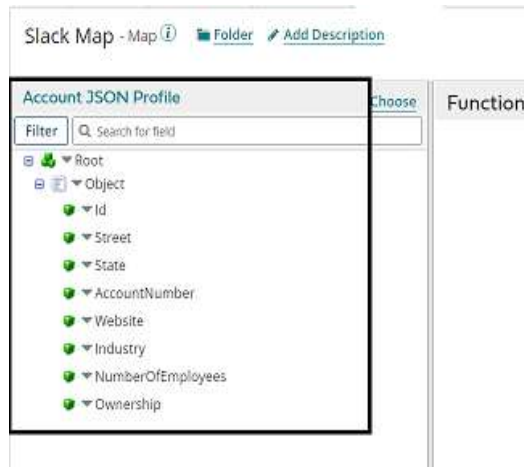 Slack Map - Map i Folder Add Description
Account JSON Profile
Choose
Function
Filter Search for field
Root
Object
Id
Street
State
AccountNumber
Website
Industry
NumberOfEmployees
Ownership